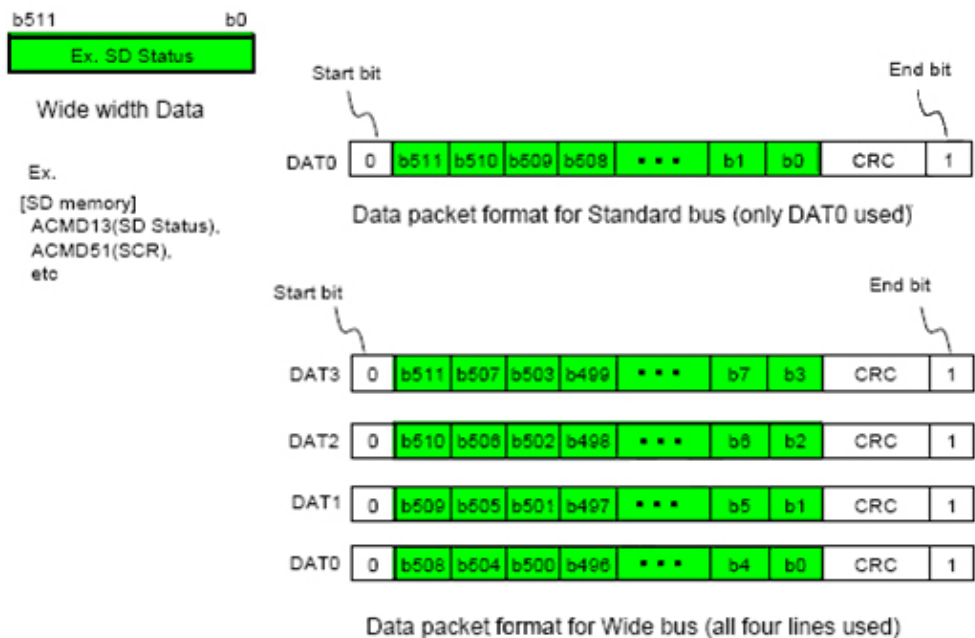 b511 b0
Ex. SD Status
Wide width Data
Ex.
[SD memory]
ACMD13(SD Status),
ACMD51(SCR),
etc
Start bit End bit
DAT0 0 b511 b510 b509 b508 ▪ ▪ ▪ b1 b0 CRC 1
Data packet format for Standard bus (only DAT0 used)
Start bit End bit
DAT3 0 b511 b507 b503 b499 ▪ ▪ ▪ b7 b3 CRC 1
DAT2 0 b510 b506 b502 b498 ▪ ▪ ▪ b6 b2 CRC 1
DAT1 0 b509 b505 b501 b497 ▪ ▪ ▪ b5 b1 CRC 1
DAT0 0 b508 b504 b500 b496 ▪ ▪ ▪ b4 b0 CRC 1
Data packet format for Wide bus (all four lines used)